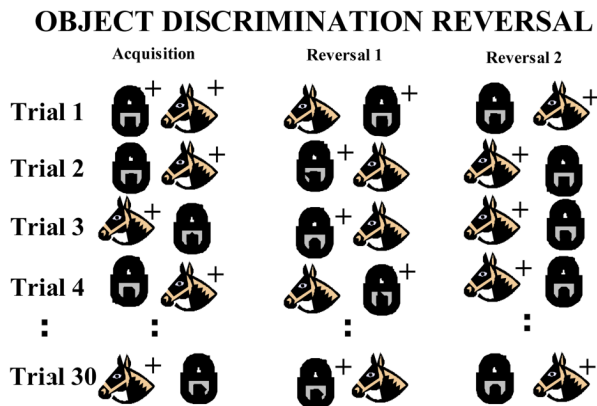 OBJECT DISCRIMINATION REVERSAL
Acquisition Reversal 1 Reversal 2
Trial 1 + + + +
Trial 2 + + +
Trial 3 + + +
Trial 4 + + +
: : : :
Trial 30 + + +